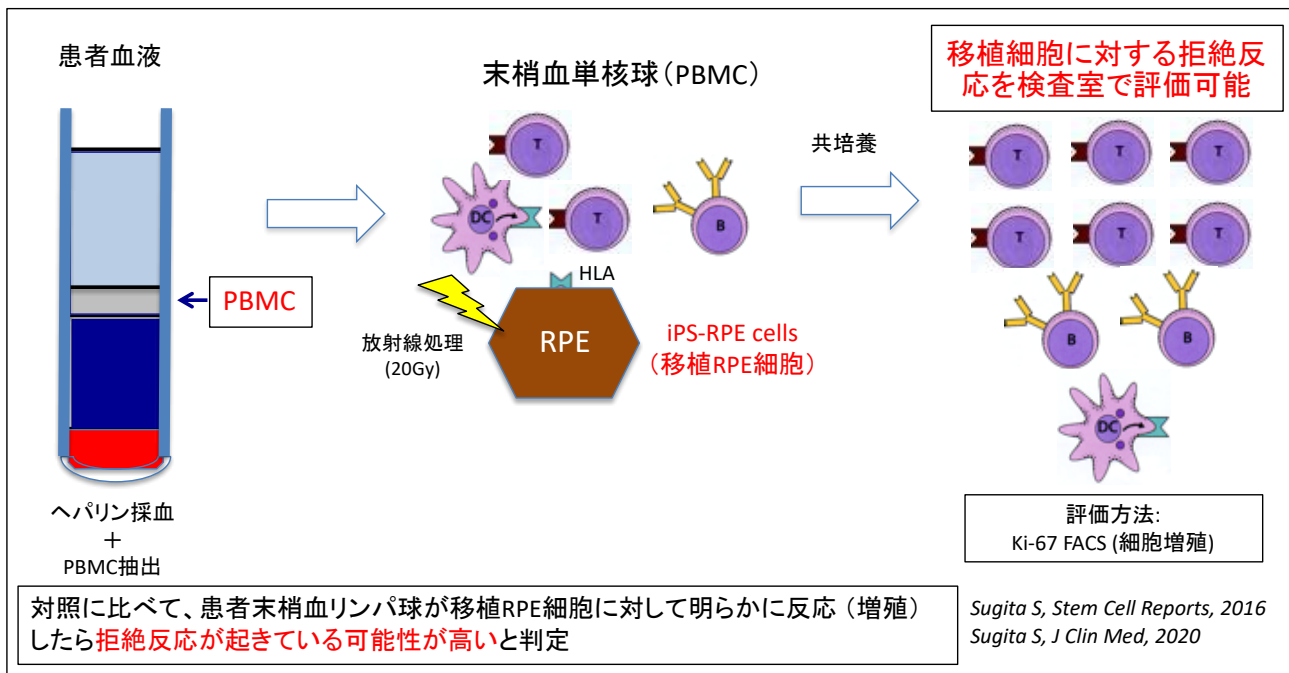 患者血液
PBMC
ヘパリン採血
＋
PBMC抽出
末梢血単核球（PBMC）
T
DC
T
B
HLA
放射線処理
(20Gy)
RPE
iPS-RPE cells
（移植RPE細胞）
共培養
移植細胞に対する拒絶反
応を検査室で評価可能
T T T
T T T
B B
DC
評価方法:
Ki-67 FACS (細胞増殖)
対照に比べて、患者末梢血リンパ球が移植RPE細胞に対して明らかに反応（増殖）
したら拒絶反応が起きている可能性が高いと判定
Sugita S, Stem Cell Reports, 2016
Sugita S, J Clin Med, 2020